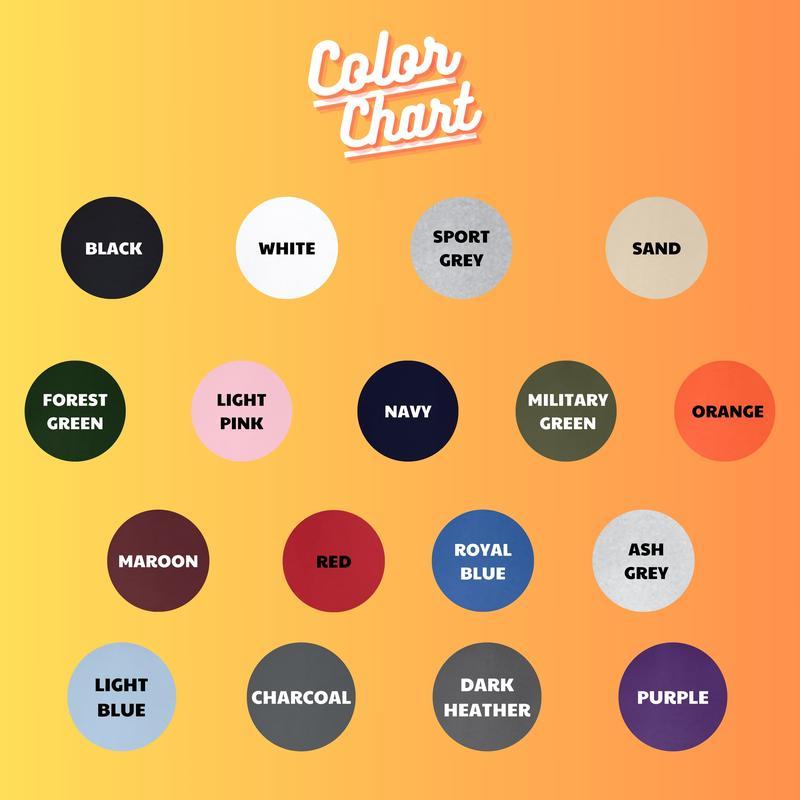 Color
Chart
BLACK
WHITE
SPORT
GREY
SAND
FOREST
GREEN
LIGHT
PINK
NAVY
MILITARY
GREEN
ORANGE
MAROON
RED
ROYAL
BLUE
ASH
GREY
LIGHT
BLUE
CHARCOAL
DARK
HEATHER
PURPLE